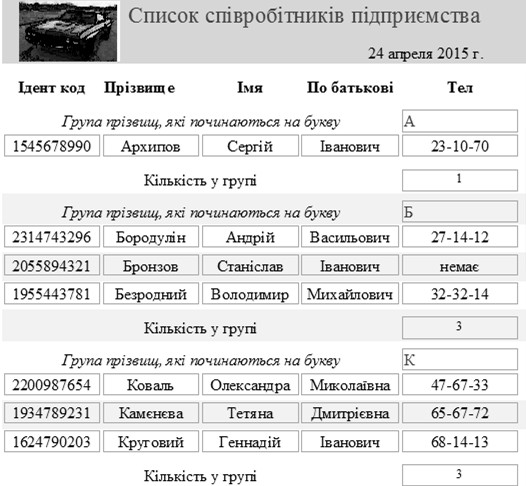 Список співробітників підприємства
24 апреля 2015 г.
Ідент код Прізвище Імя По батькові Тел
Група прізвищ, які починаються на букву А
1545678990 Архипов Сергій Іванович 23-10-70
Кількість у групі 1
Група прізвищ, які починаються на букву Б
2314743296 Бородулін Андрій Васильович 27-14-12
2055894321 Бронзов Станіслав Іванович немає
1955443781 Безродний Володимир Михайлович 32-32-14
Кількість у групі 3
Група прізвищ, які починаються на букву К
2200987654 Коваль Олександра Миколаївна 47-67-33
1934789231 Камєнєва Тетяна Дмитрієвна 65-67-72
1624790203 Круговий Геннадій Іванович 68-14-13
Кількість у групі 3